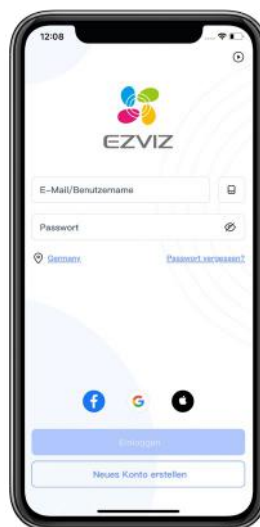 12:08
EZVIZ
E-Mail/Benutzername
Passwort
Germany
Passwort vergessen?
Einloggen
Neues Konto erstellen